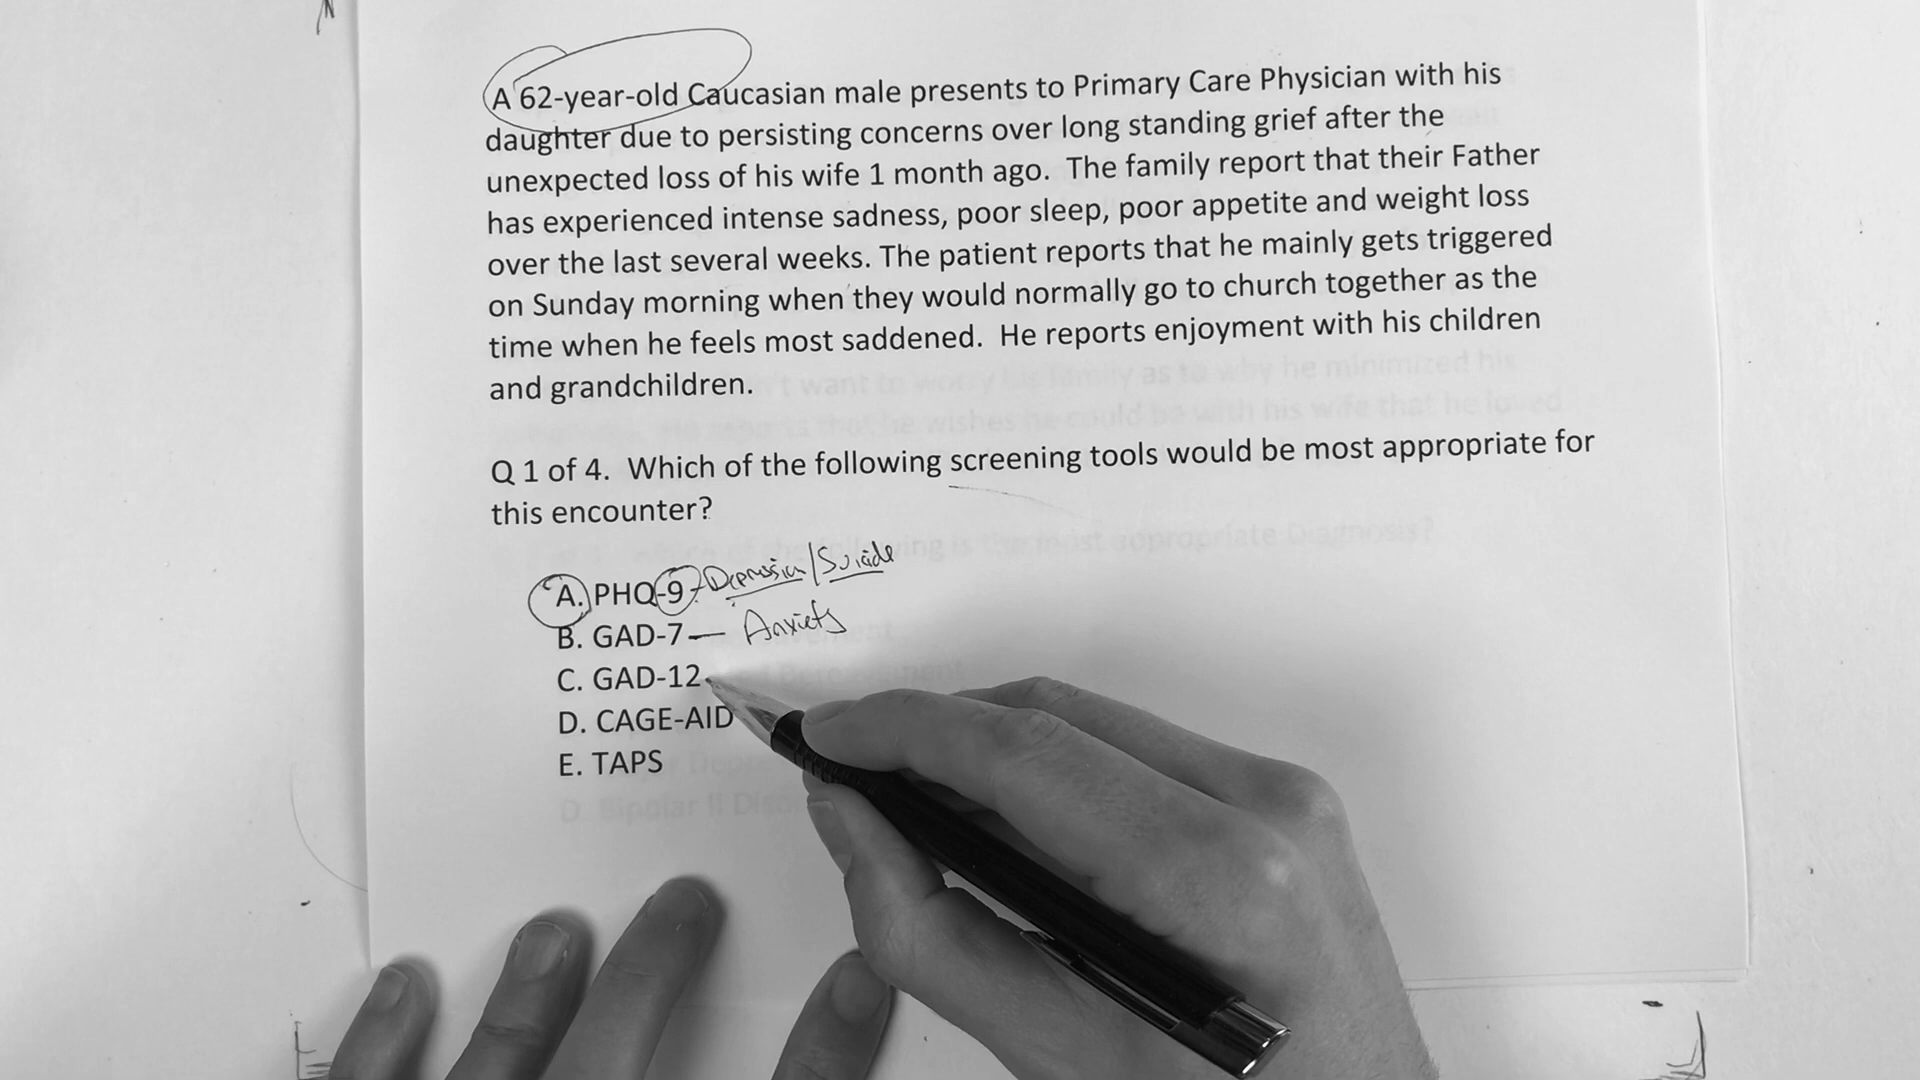 A 62-year-old Caucasian male presents to Primary Care Physician with his
daughter due to persisting concerns over long standing grief after the
unexpected loss of his wife 1 month ago. The family report that their Father
has experienced intense sadness, poor sleep, poor appetite and weight loss
over the last several weeks. The patient reports that he mainly gets triggered
on Sunday morning when they would normally go to church together as the
time when he feels most saddened. He reports enjoyment with his children
and grandchildren.
Q 1 of 4. Which of the following screening tools would be most appropriate for
this encounter?
A. PHQ-9 - Depression/Suicide
B. GAD-7 — Anxiety
C. GAD-12
D. CAGE-AID
E. TAPS